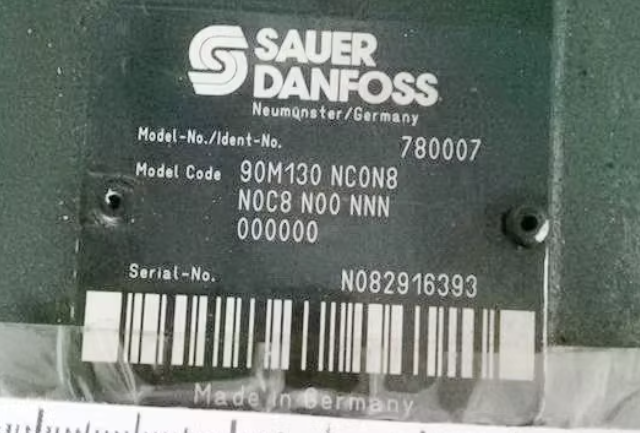 SAUER
DANFOSS
Neumünster/Germany
Model-No./Ident-No. 780007
Model Code 90M130 NC0N8
N0C8 N00 NNN
000000
Serial-No. N082916393
Made in Germany